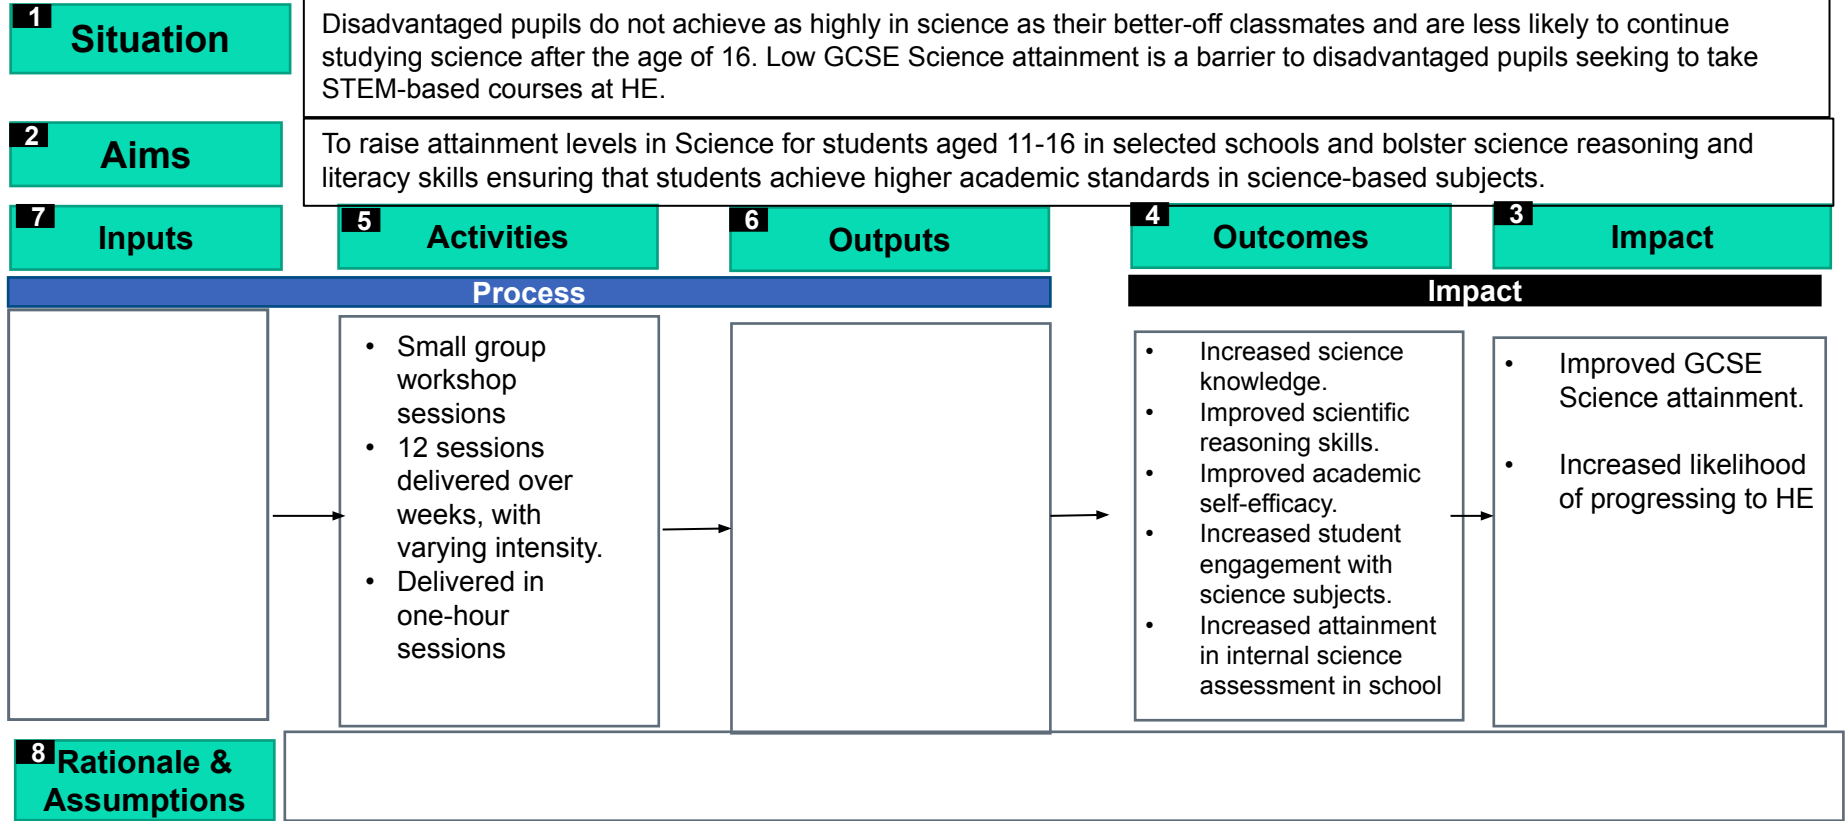 1
Situation
Disadvantaged pupils do not achieve as highly in science as their better-off classmates and are less likely to continue
studying science after the age of 16. Low GCSE Science attainment is a barrier to disadvantaged pupils seeking to take
STEM-based courses at HE.
2
Aims
To raise attainment levels in Science for students aged 11-16 in selected schools and bolster science reasoning and
literacy skills ensuring that students achieve higher academic standards in science-based subjects.
7
Inputs
5
Activities
6
Outputs
4
Outcomes
3
Impact
Process
Impact
• Small group
workshop
sessions
• 12 sessions
delivered over
weeks, with
varying intensity.
• Delivered in
one-hour
sessions
• Increased science
knowledge.
• Improved scientific
reasoning skills.
• Improved academic
self-efficacy.
• Increased student
engagement with
science subjects.
• Increased attainment
in internal science
assessment in school
• Improved GCSE
Science attainment.
• Increased likelihood
of progressing to HE
8
Rationale &
Assumptions